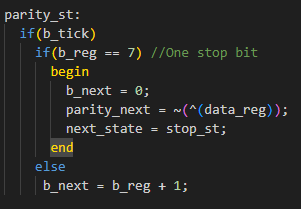 parity_st:
if(b_tick)
if(b_reg == 7) //One stop bit
begin
b_next = 0;
parity_next = ~(^(data_reg));
next_state = stop_st;
end
else
b_next = b_reg + 1;